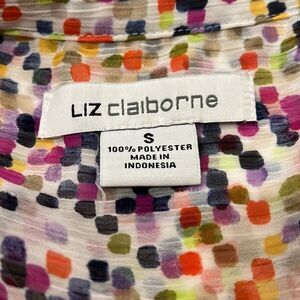 LIZ claiborne
S
100% POLYESTER
MADE IN
INDONESIA